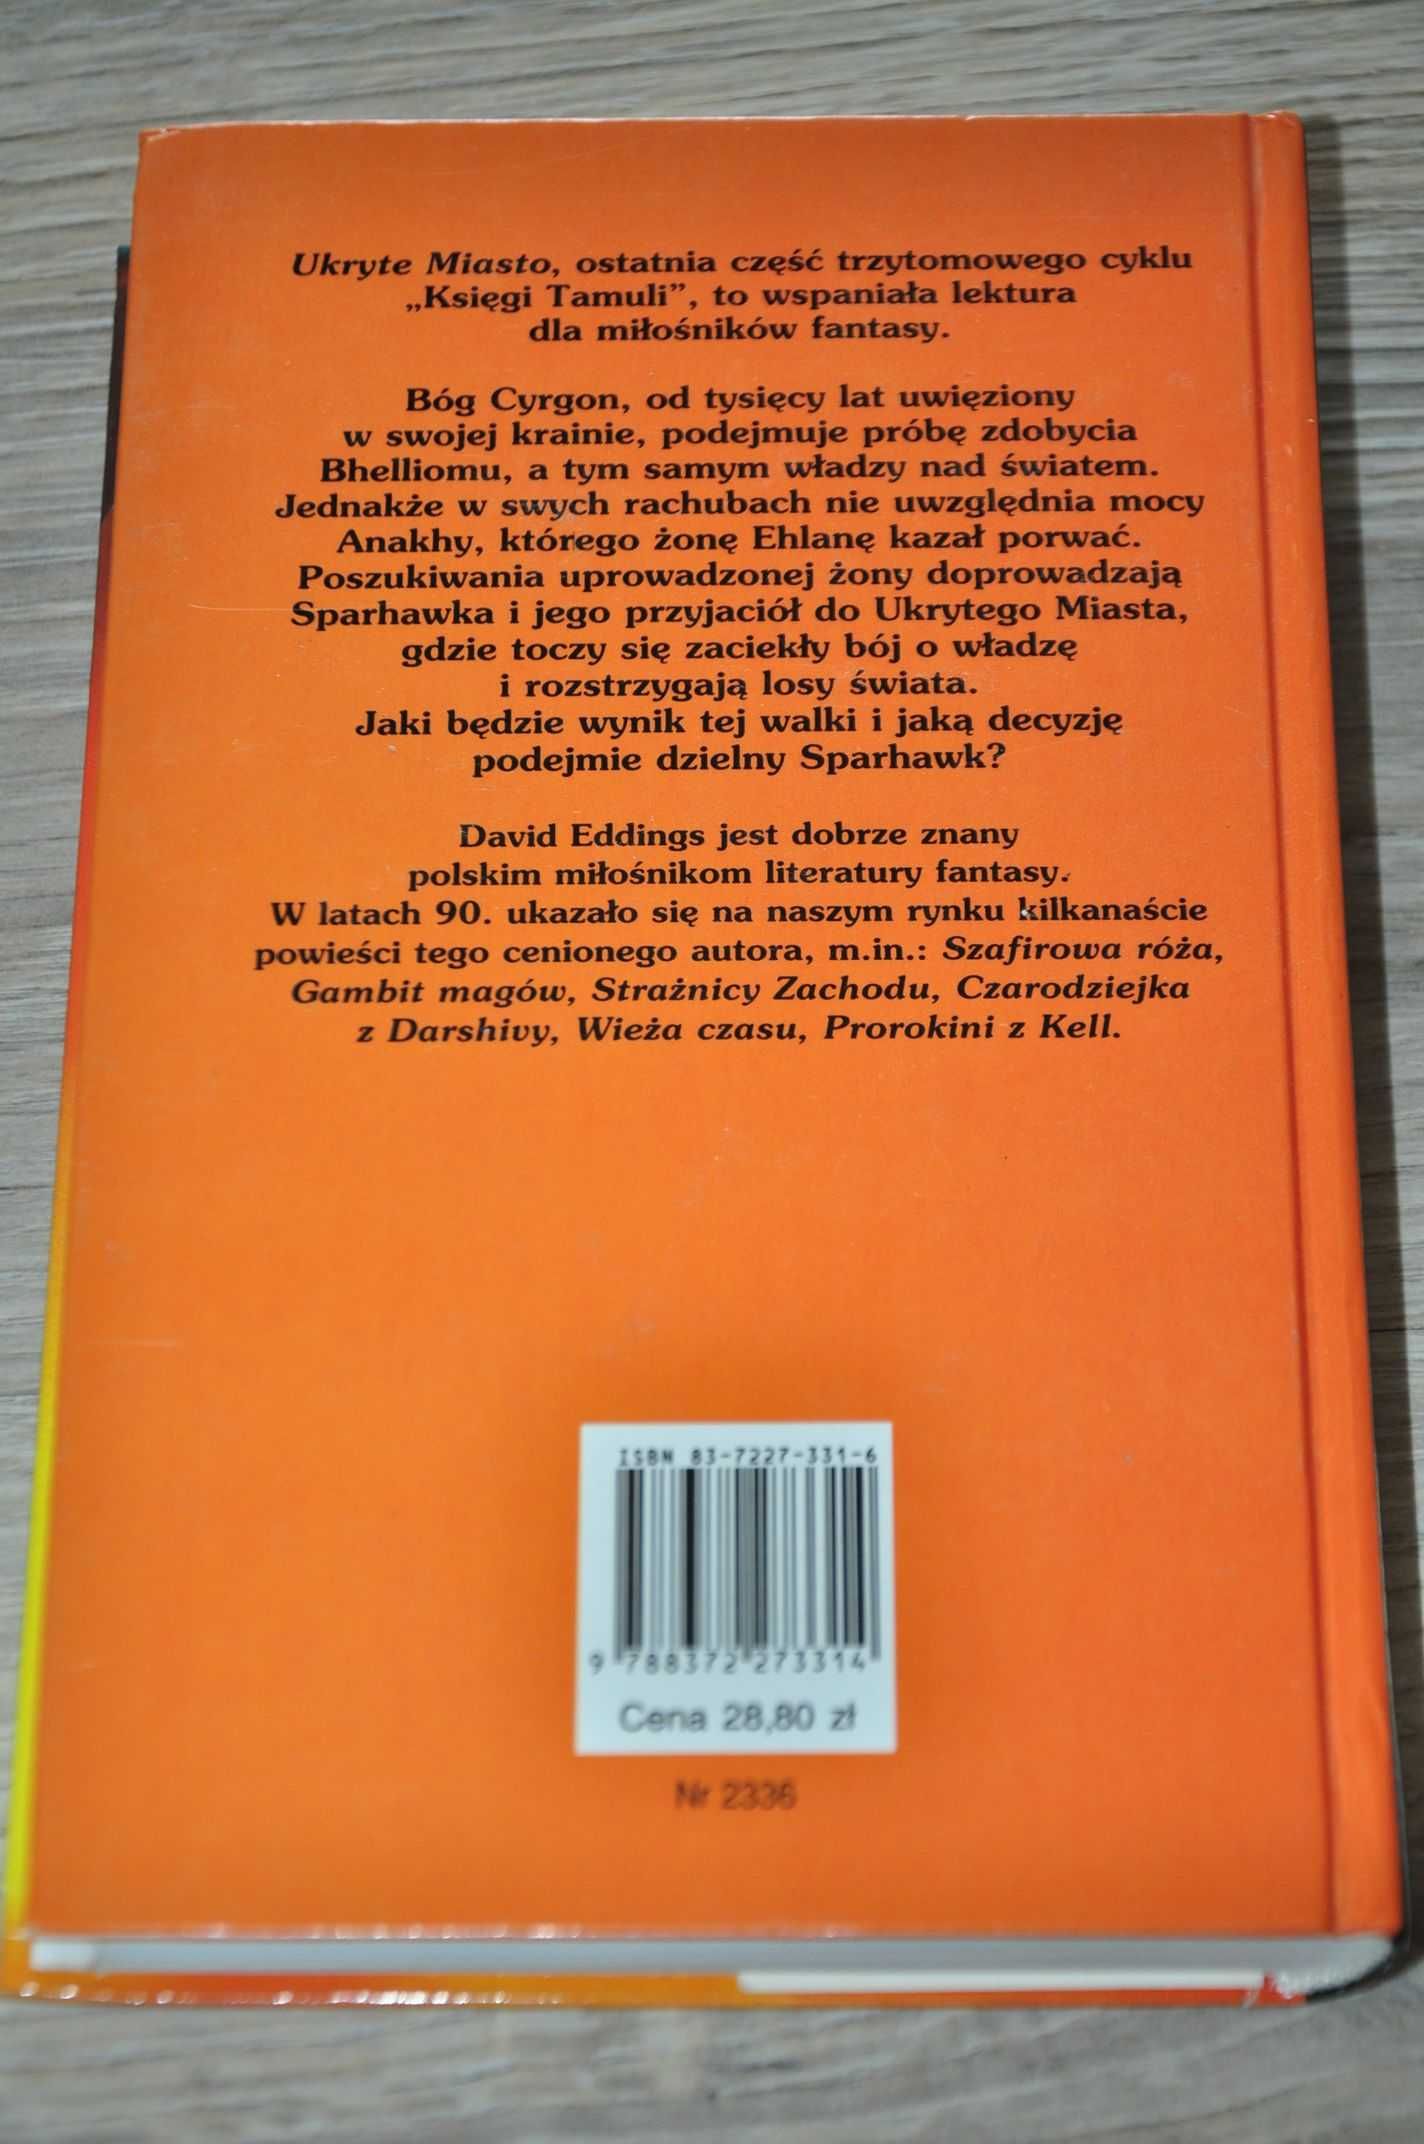 Ukryte Miasto, ostatnia część trzytomowego cyklu
„Księgi Tamuli”, to wspaniała lektura
dla miłośników fantasy.
Bóg Cyrgon, od tysięcy lat uwięziony
w swojej krainie, podejmuje próbę zdobycia
Bhelliomu, a tym samym władzy nad światem.
Jednakże w swych rachubach nie uwzględnia mocy
Anakhy, którego żonę Ehlanę kazał porwać.
Poszukiwania uprowadzonej żony doprowadzają
Sparhawka i jego przyjaciół do Ukrytego Miasta,
gdzie toczy się zaciekły bój o władzę
i rozstrzygają losy świata.
Jaki będzie wynik tej walki i jaką decyzję
podejmie dzielny Sparhawk?
David Eddings jest dobrze znany
polskim miłośnikom literatury fantasy.
W latach 90. ukazało się na naszym rynku kilkanaście
powieści tego cenionego autora, m.in.: Szafirowa róża,
Gambit magów, Strażnicy Zachodu, Czarodziejka
z Darshivy, Wieża czasu, Prorokini z Kell.
ISBN 83-7227-331-6
9 788372 273314
Cena 28,80 zł
Nr 2336